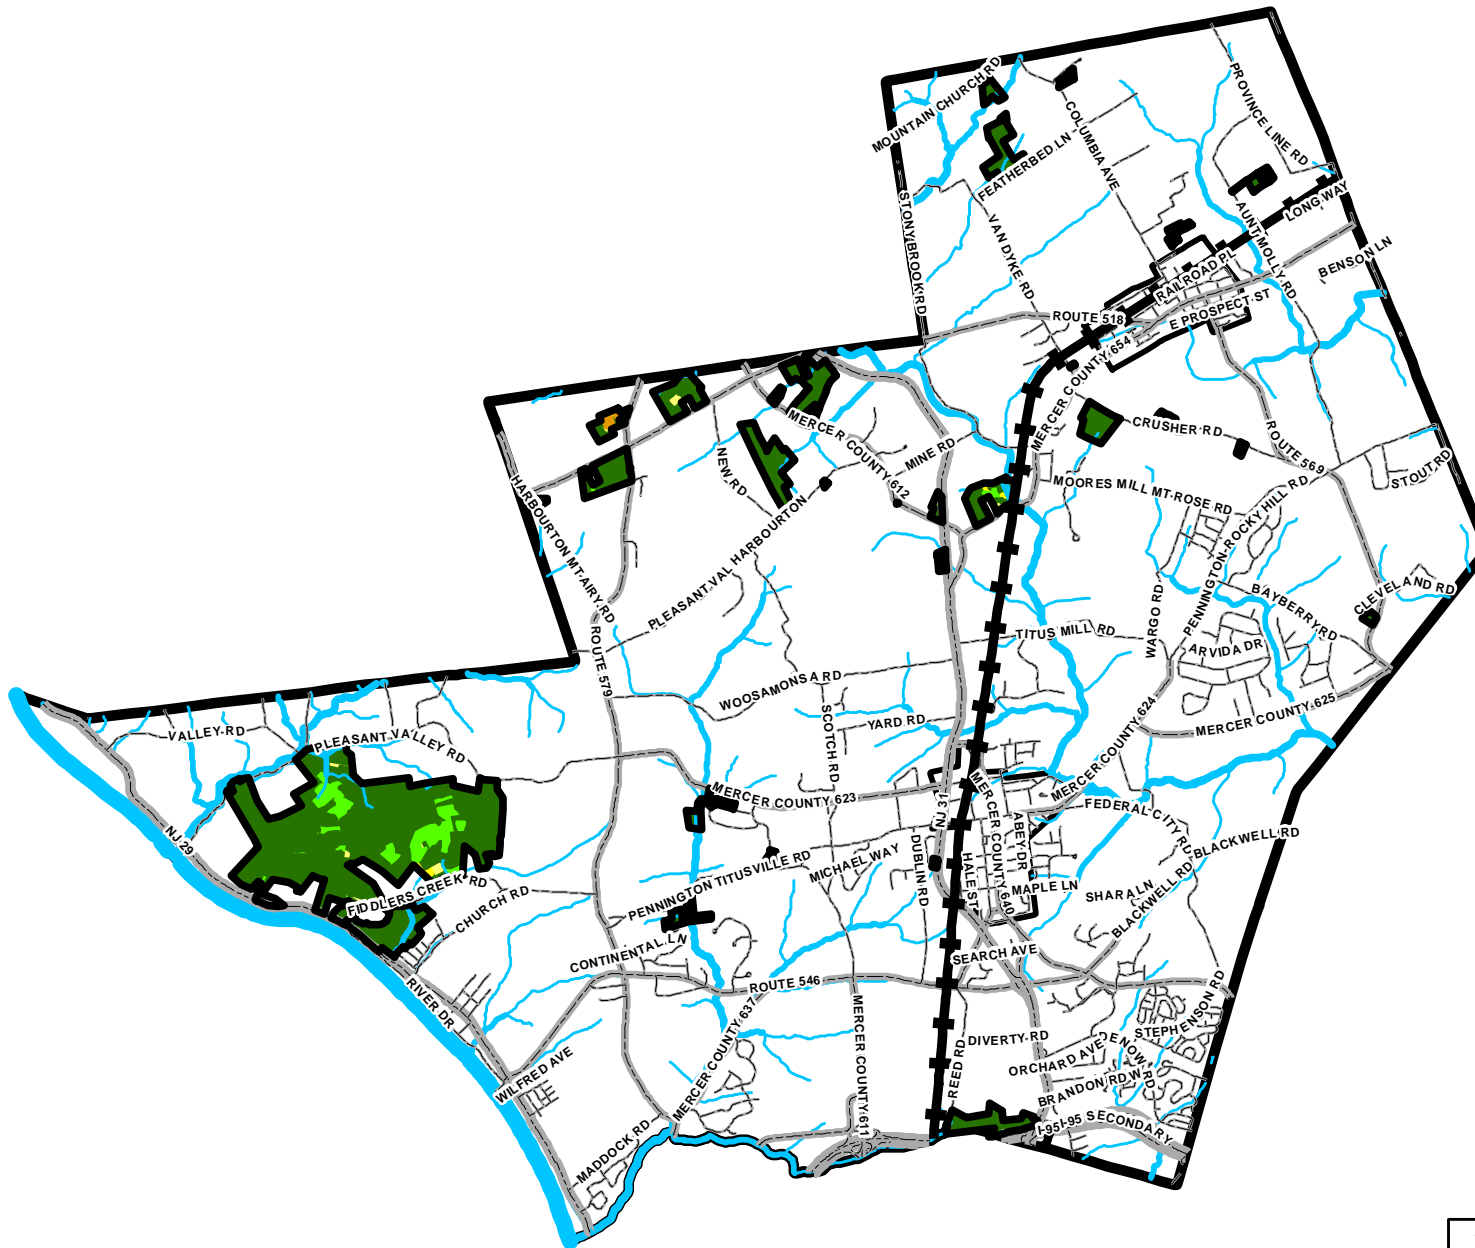 MOUNTAIN CHURCH RD
PROVINCE LINE RD
COLUMBIA AVE
FEATHERBED LN
STONY BROOK RD
VAN DYKE RD
AUNT MOLLY RD
LONG WAY
BENSON LN
RAILROAD PL
E PROSPECT ST
ROUTE 518
MERCER COUNTY 654
CRUSHER RD
ROUTE 569
STOUT RD
MERCER COUNTY 612
MINE RD
NEW RD
MOORES MILL MT ROSE RD
PENNINGTON-ROCKY HILL RD
HARBOURTON MT AIRY RD
PLEASANT VAL HARBOURTON
CLEVELAND RD
BAYBERRY RD
WARGO RD
TITUS MILL RD
ARVIDA DR
ROUTE 579
WOOSAMONSA RD
SCOTCH RD
YARD RD
MERCER COUNTY 624
MERCER COUNTY 625
VALLEY RD
PLEASANT VALLEY RD
MERCER COUNTY 623
NJ 31
MERCER COUNTY 640
ABEY DR
FEDERAL CITY RD
BLACKWELL RD
NJ 29
MICHAEL WAY
DUBLIN RD
HALE ST
MAPLE LN
SHARA LN
BLACKWELL RD
FIDDLERS CREEK RD
CHURCH RD
PENNINGTON TITUSVILLE RD
CONTINENTAL LN
SEARCH AVE
RIVER DR
ROUTE 546
MERCER COUNTY 637
MERCER COUNTY 611
REED RD
DIVERTY RD
ORCHARD AVE
DENOW RD
STEPHENSON RD
BRANDON RD W
WILFRED AVE
MADDOCK RD
I-95
I-95 SECONDARY